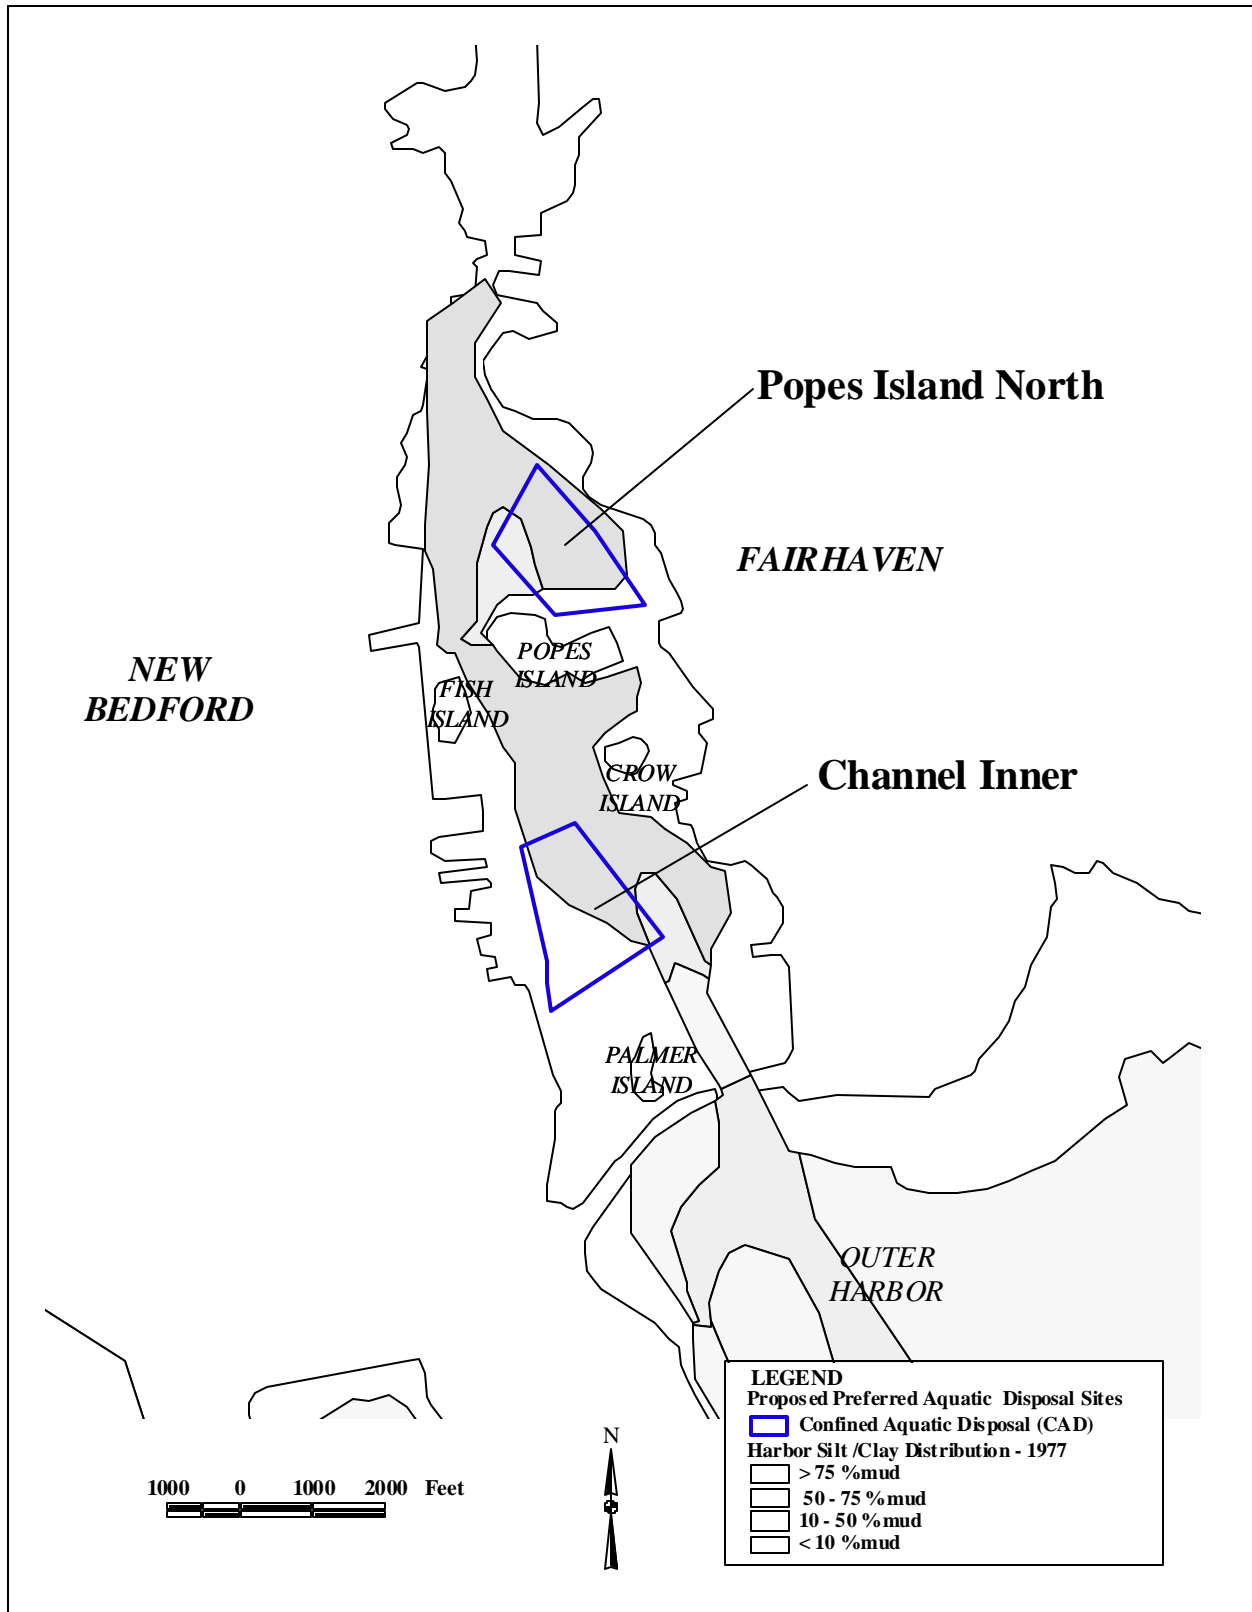 Popes Island North
FAIRHAVEN
NEW
BEDFORD
POPES
ISLAND
FISH
ISLAND
Channel Inner
CROW
ISLAND
PALMER
ISLAND
OUTER
HARBOR
LEGEND
Proposed Preferred Aquatic Disposal Sites
Confined Aquatic Disposal (CAD)
Harbor Silt /Clay Distribution - 1977
> 75 %mud
50 - 75 %mud
10 - 50 %mud
< 10 %mud
N
1000 0 1000 2000 Feet